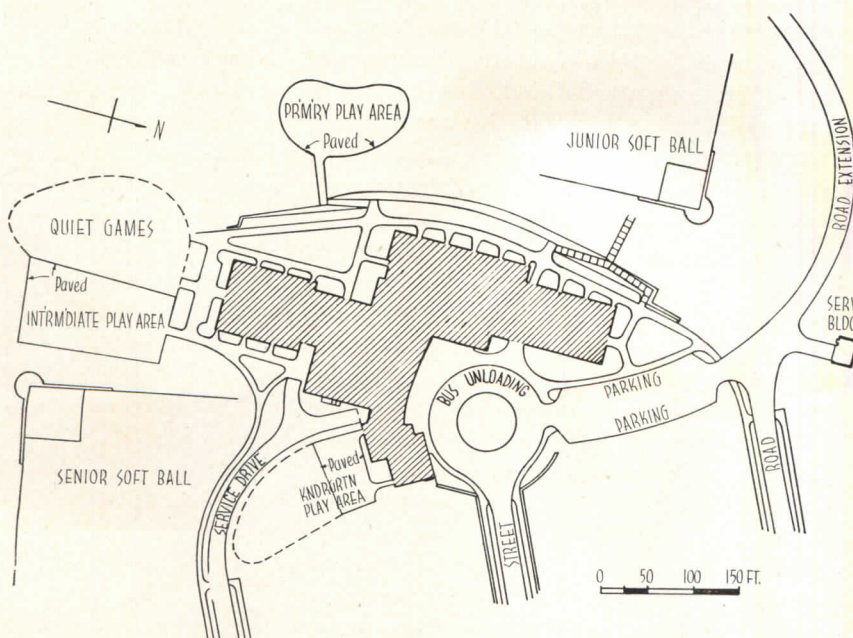 PRIM'RY PLAY AREA
Paved
N
JUNIOR SOFT BALL
ROAD EXTENSION
QUIET GAMES
Paved
INT'RM'DIATE PLAY AREA
SERV
BLDG
BUS UNLOADING
PARKING
PARKING
SENIOR SOFT BALL
SERVICE DRIVE
Paved
KNDRGRTN
PLAY AREA
STREET
ROAD
0 50 100 150 FT.